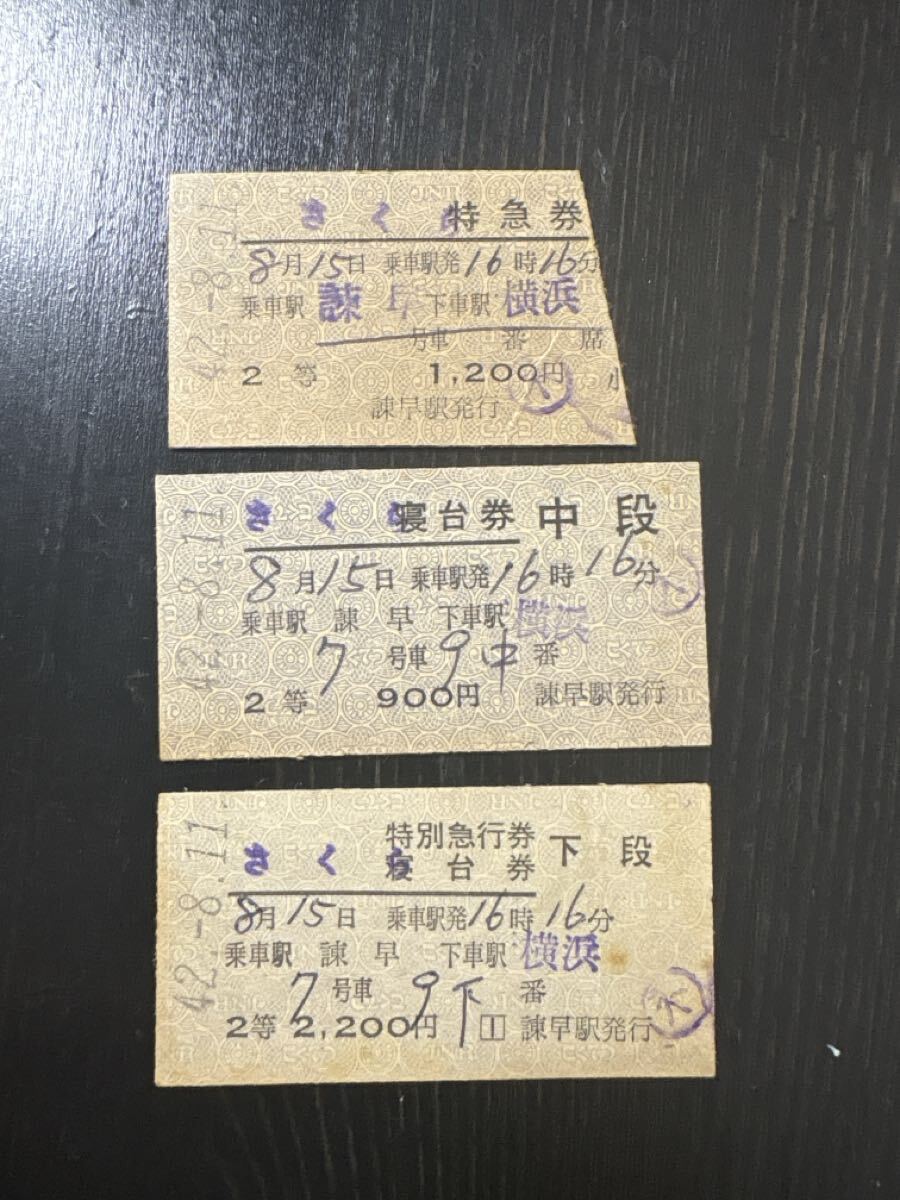 42.-8.11
さくら 特急券
8月15日 乗車駅発16時16分
乗車駅 諫早 下車駅 横浜
号車 番 席
2等 1,200円 小
諫早駅発行
42.-8.11
さくら 寝台券 中段
8月15日 乗車駅発16時16分
乗車駅 諫早 下車駅 横浜
7号車 9中番
2等 900円 諫早駅発行
42.-8.11
特別急行券
さくら 寝台券 下段
8月15日 乗車駅発16時16分
乗車駅 諫早 下車駅 横浜
7号車 9下番
2等 2,200円 1 諫早駅発行